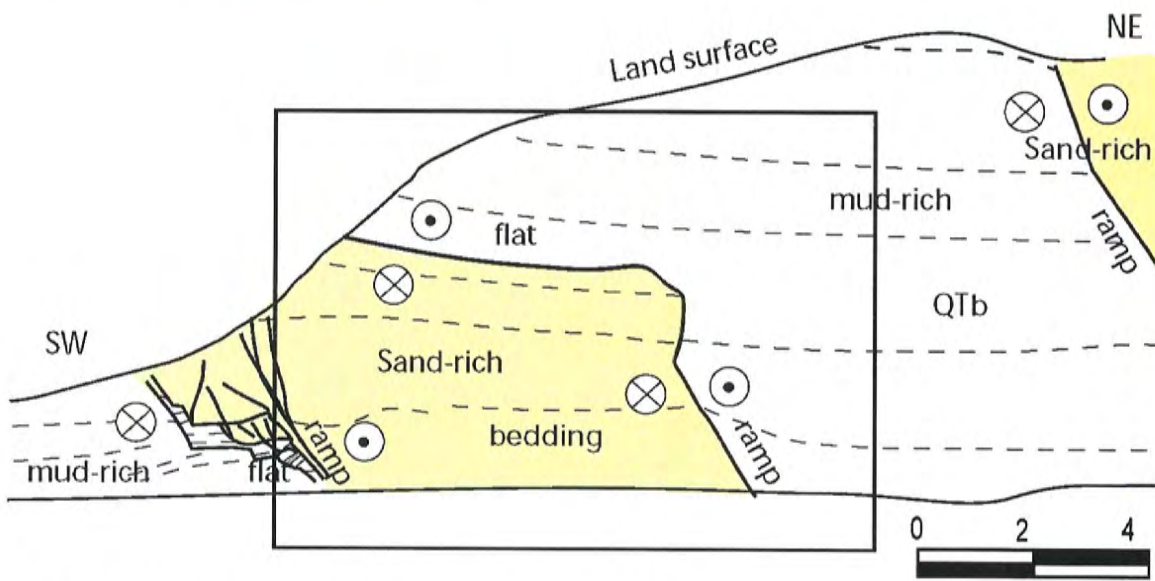 NE
Land surface
Sand-rich
mud-rich
ramp
flat
QTb
SW
Sand-rich
bedding
ramp
ramp
mud-rich
flat
0 2 4